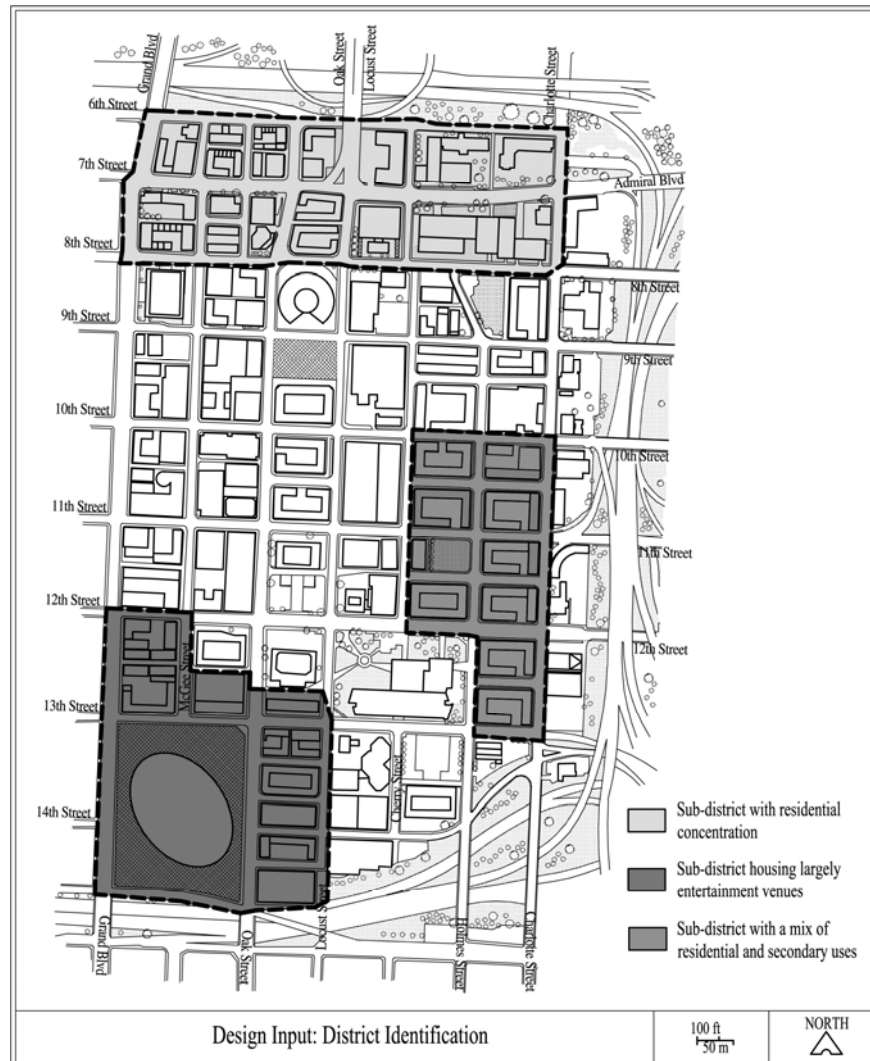 Grand Blvd
Oak Street
Locust Street
Charlotte Street
6th Street
7th Street
Admiral Blvd
8th Street
8th Street
9th Street
9th Street
10th Street
10th Street
11th Street
11th Street
12th Street
12th Street
McGee Street
13th Street
Cherry Street
14th Street
Sub-district with residential
concentration
Sub-district housing largely
entertainment venues
Sub-district with a mix of
residential and secondary uses
Grand Blvd
Oak Street
Locust Street
Holmes Street
Charlotte Street
Design Input: District Identification
100 ft
50 m
NORTH